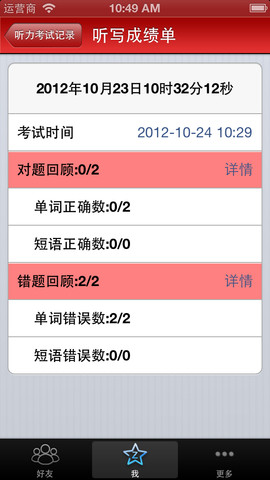 运营商 10:49 AM
听力考试记录 听写成绩单
2012年10月23日10时32分12秒
考试时间 2012-10-24 10:29
对题回顾:0/2 详情
单词正确数:0/2
短语正确数:0/0
错题回顾:2/2 详情
单词错误数:2/2
短语错误数:0/0
好友 我 更多